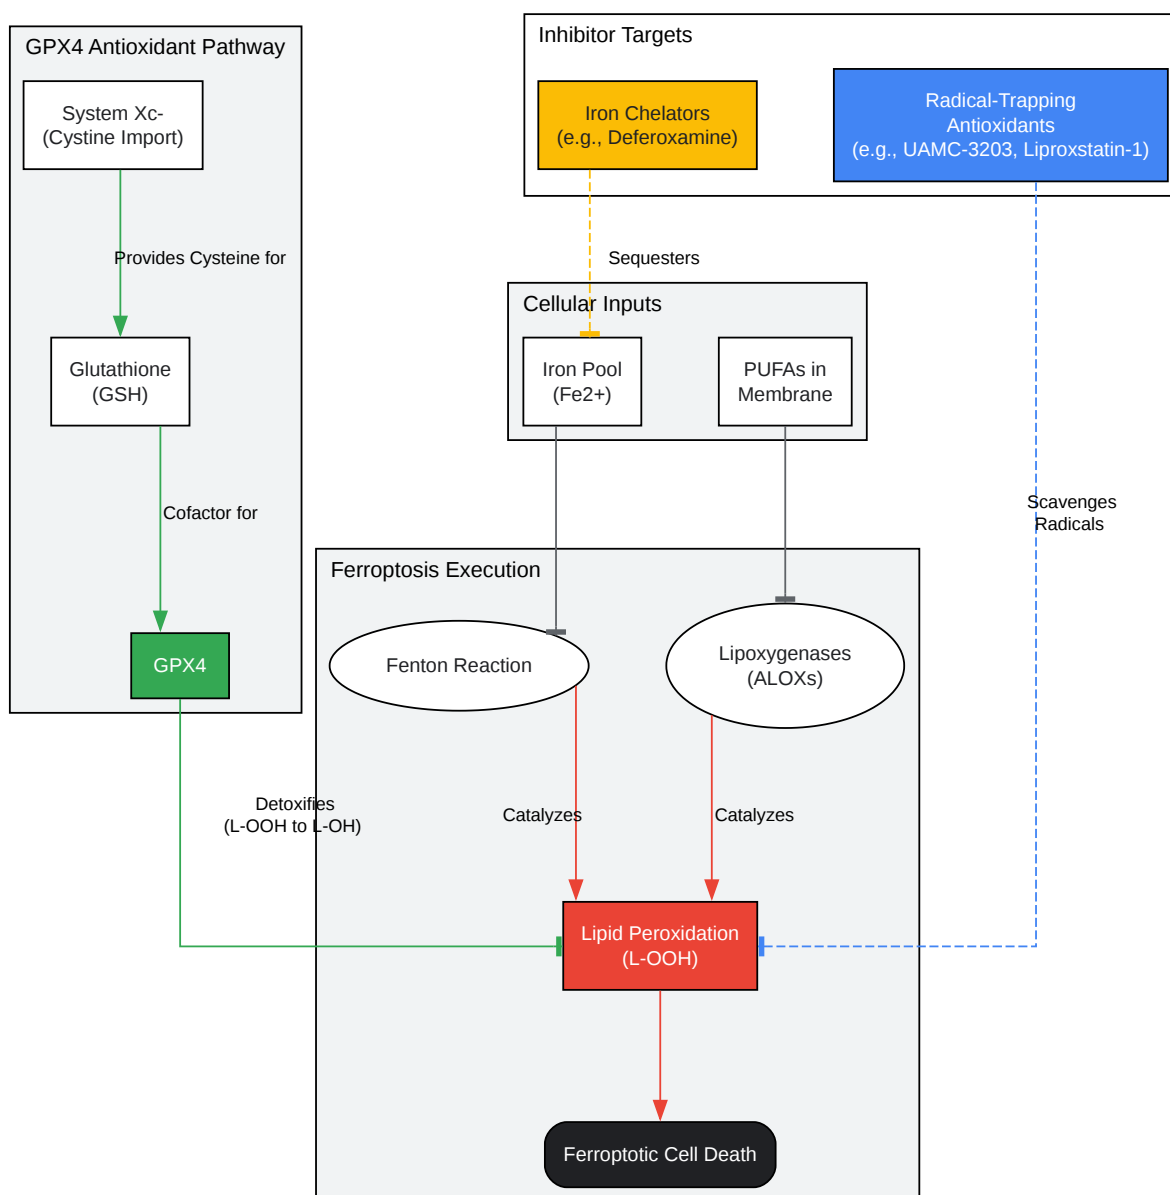 GPX4 Antioxidant Pathway
System Xc-
(Cystine Import)
Provides Cysteine for
Glutathione
(GSH)
Cofactor for
GPX4
Detoxifies
(L-OOH to L-OH)
Inhibitor Targets
Iron Chelators
(e.g., Deferoxamine)
Radical-Trapping
Antioxidants
(e.g., UAMC-3203, Liproxstatin-1)
Sequesters
Scavenges
Radicals
Cellular Inputs
Iron Pool
(Fe2+)
PUFAs in
Membrane
Ferroptosis Execution
Fenton Reaction
Lipoxygenases
(ALOXs)
Catalyzes
Catalyzes
Lipid Peroxidation
(L-OOH)
Ferroptotic Cell Death